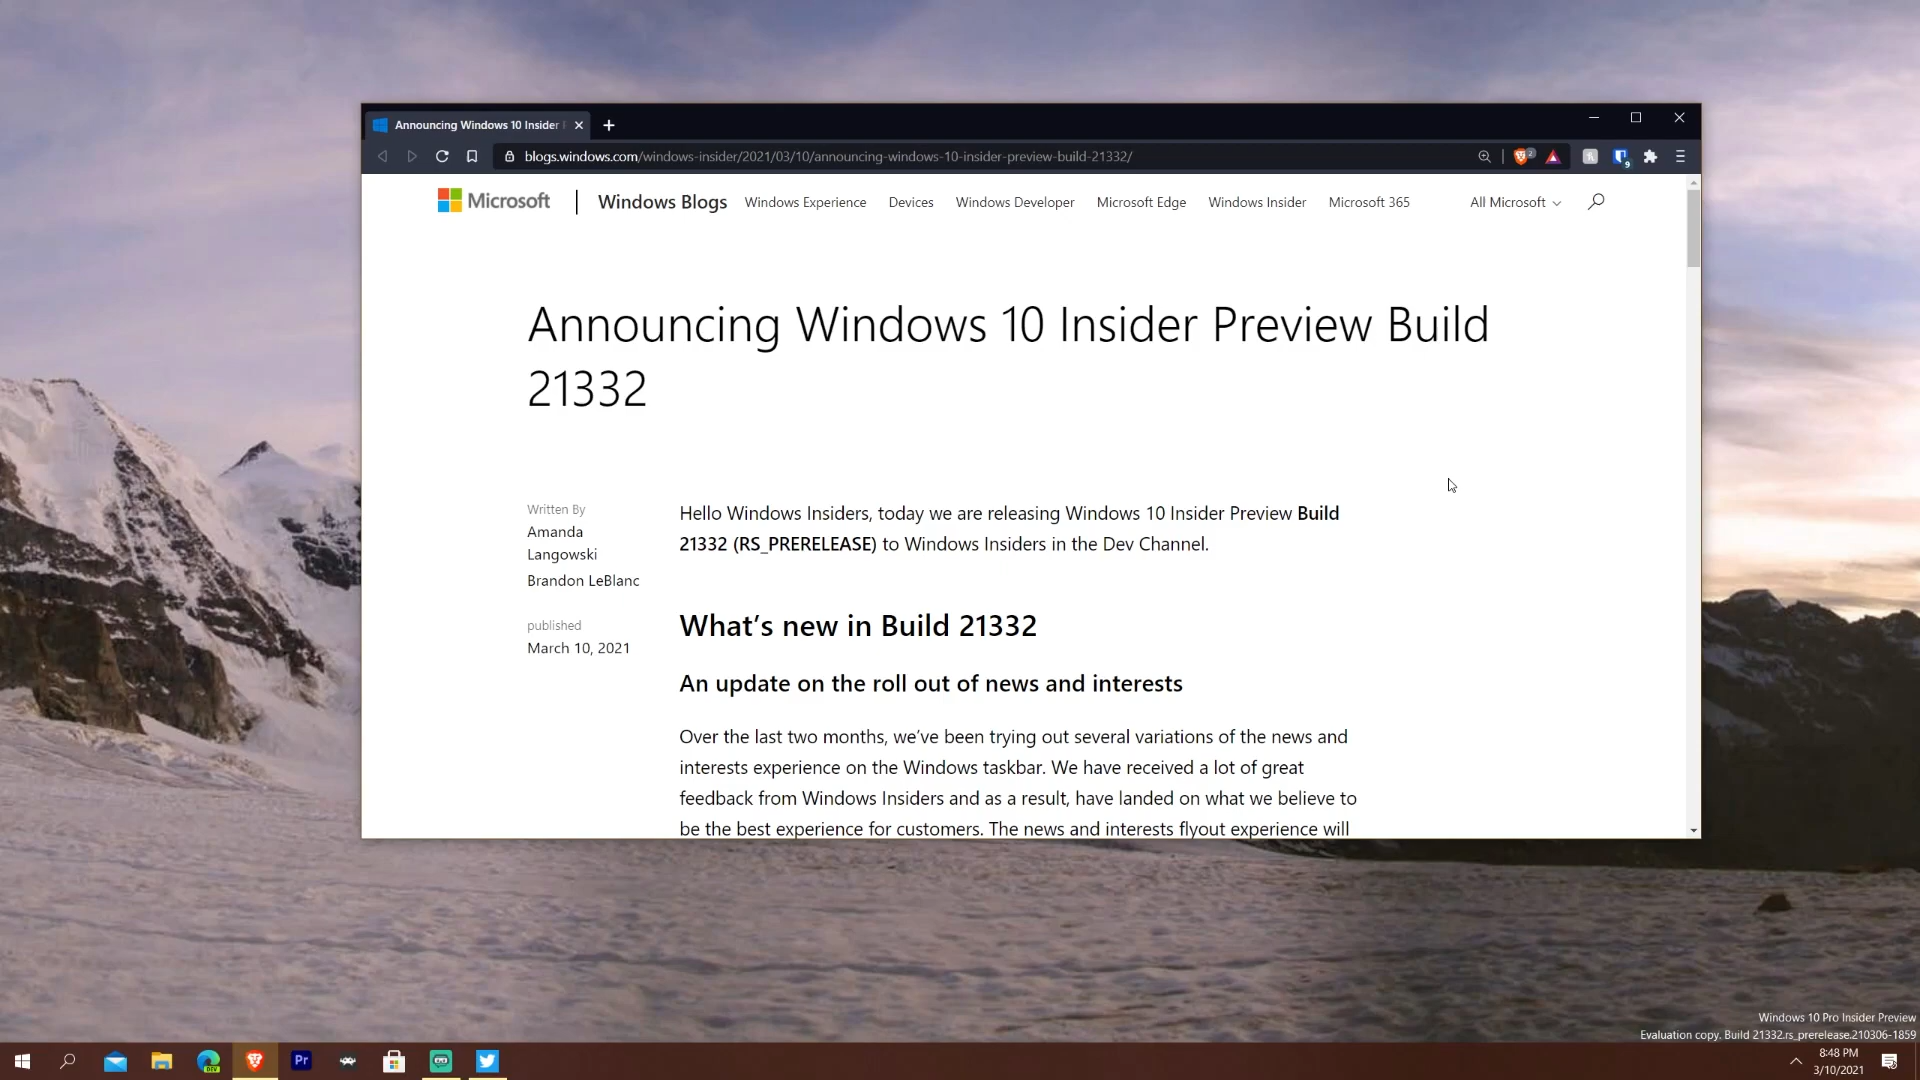 Announcing Windows 10 Insider
blogs.windows.com/windows-insider/2021/03/10/announcing-windows-10-insider-preview-build-21332/
2
9
Microsoft
Windows Blogs
Windows Experience
Devices
Windows Developer
Microsoft Edge
Windows Insider
Microsoft 365
All Microsoft
Announcing Windows 10 Insider Preview Build
21332
Written By
Amanda
Langowski
Brandon LeBlanc
published
March 10, 2021
Hello Windows Insiders, today we are releasing Windows 10 Insider Preview Build
21332 (RS_PRERELEASE) to Windows Insiders in the Dev Channel.
What’s new in Build 21332
An update on the roll out of news and interests
Over the last two months, we’ve been trying out several variations of the news and
interests experience on the Windows taskbar. We have received a lot of great
feedback from Windows Insiders and as a result, have landed on what we believe to
be the best experience for customers. The news and interests flyout experience will
Windows 10 Pro Insider Preview
Evaluation copy. Build 21332.rs_prerelease.210306-1859
DEV
Pr
8:48 PM
3/10/2021